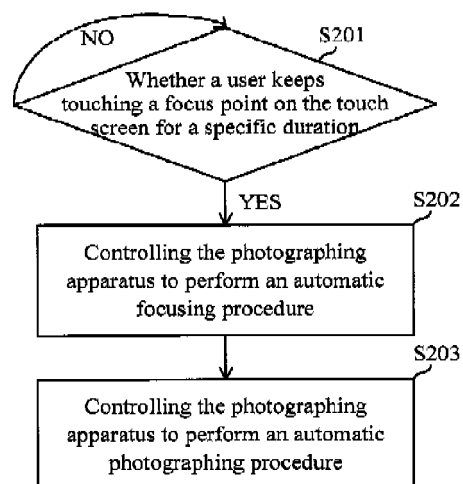 NO
S201
Whether a user keeps
touching a focus point on the touch
screen for a specific duration
YES
S202
Controlling the photographing
apparatus to perform an automatic
focusing procedure
S203
Controlling the photographing
apparatus to perform an automatic
photographing procedure